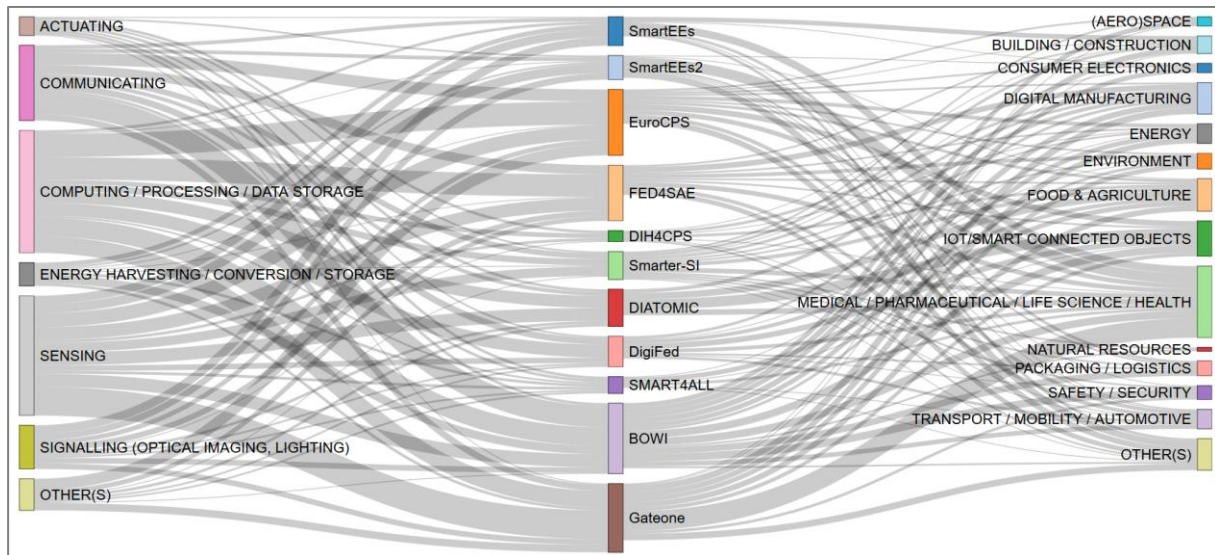 ACTUATING
COMMUNICATING
COMPUTING / PROCESSING / DATA STORAGE
ENERGY HARVESTING / CONVERSION / STORAGE
SENSING
SIGNALLING (OPTICAL IMAGING, LIGHTING)
OTHER(S)
SmartEEs
SmartEEs2
EuroCPS
FED4SAE
DIH4CPS
Smarter-SI
DIATOMIC
DigiFed
SMART4ALL
BOWI
Gateone
(AERO)SPACE
BUILDING / CONSTRUCTION
CONSUMER ELECTRONICS
DIGITAL MANUFACTURING
ENERGY
ENVIRONMENT
FOOD & AGRICULTURE
IOT/SMART CONNECTED OBJECTS
MEDICAL / PHARMACEUTICAL / LIFE SCIENCE / HEALTH
NATURAL RESOURCES
PACKAGING / LOGISTICS
SAFETY / SECURITY
TRANSPORT / MOBILITY / AUTOMOTIVE
OTHER(S)